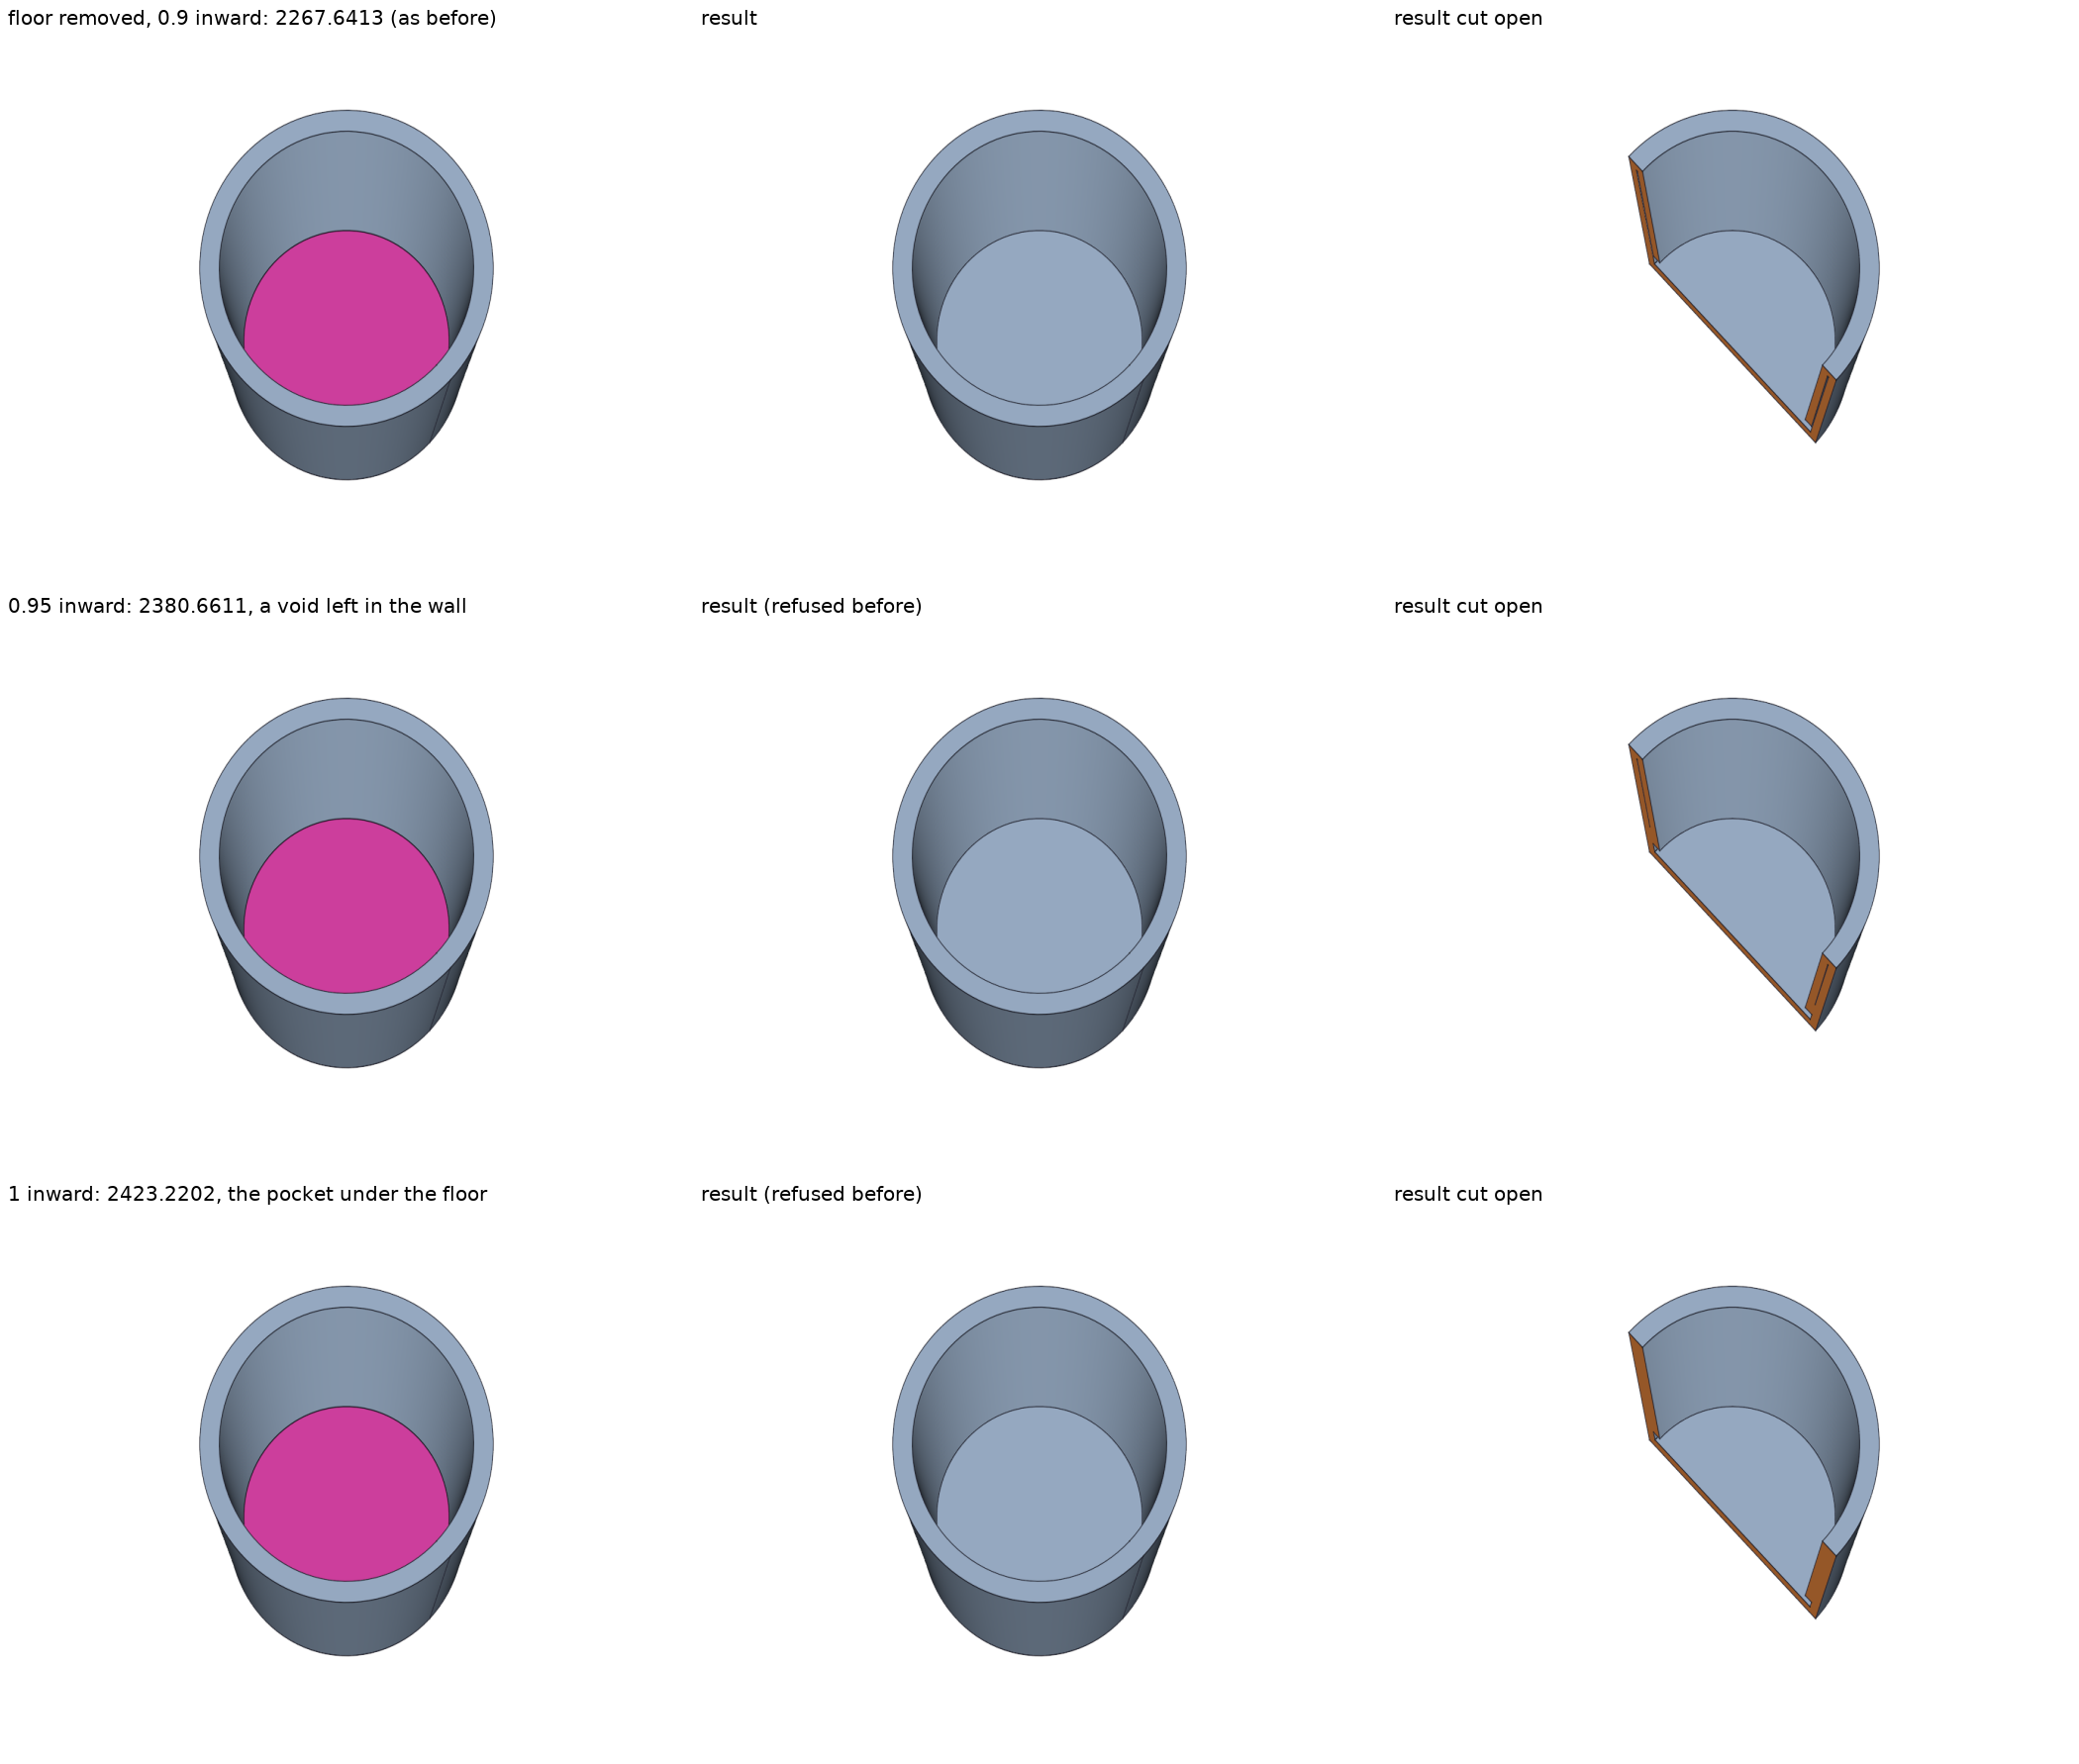 floor removed, 0.9 inward: 2267.6413 (as before)
result
result cut open
0.95 inward: 2380.6611, a void left in the wall
result (refused before)
result cut open
1 inward: 2423.2202, the pocket under the floor
result (refused before)
result cut open